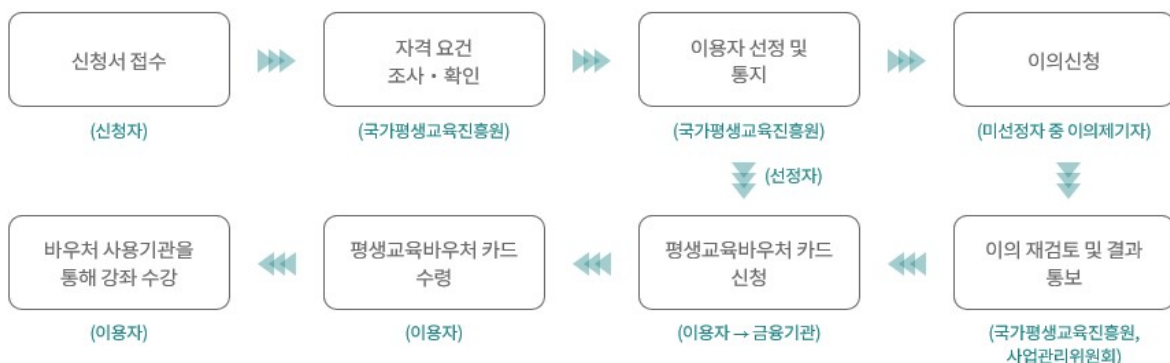 신청서 접수
(신청자)
자격 요건
조사・확인
(국가평생교육진흥원)
이용자 선정 및
통지
(국가평생교육진흥원)
이의신청
(미선정자 중 이의제기자)
(선정자)
이의 재검토 및 결과
통보
(국가평생교육진흥원,
사업관리위원회)
평생교육바우처 카드
신청
(이용자 → 금융기관)
평생교육바우처 카드
수령
(이용자)
바우처 사용기관을
통해 강좌 수강
(이용자)